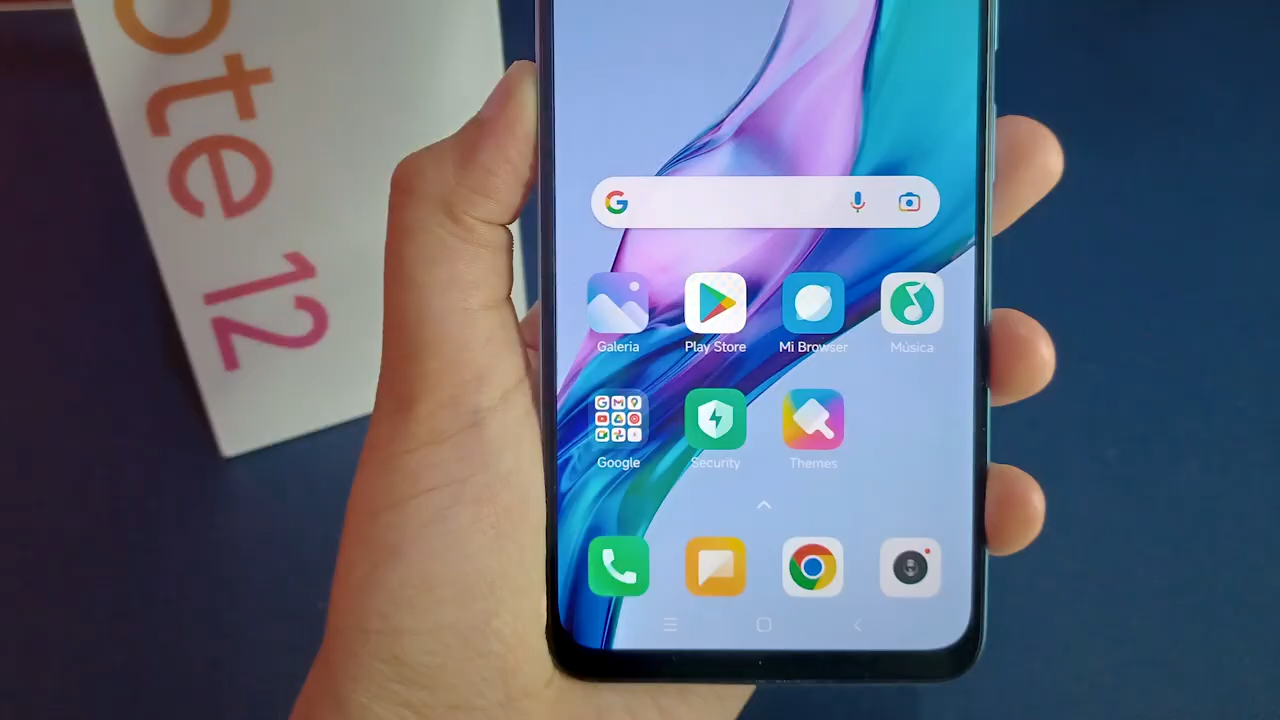 ote 12
Galeria
Play Store
Mi Browser
Música
Google
Security
Themes